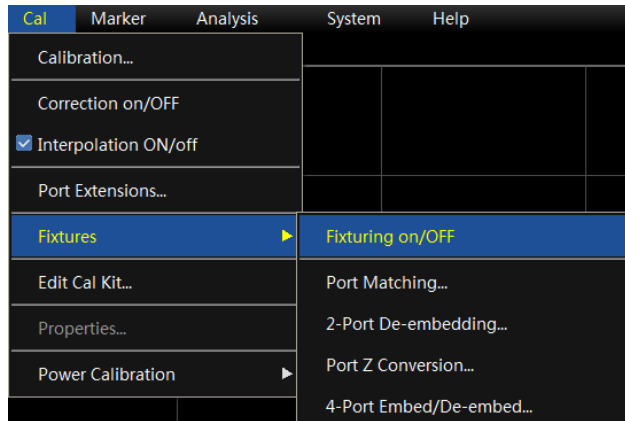 Cal Marker Analysis System Help
Calibration...
Correction on/OFF
Interpolation ON/off
Port Extensions...
Fixtures
Fixturing on/OFF
Edit Cal Kit...
Port Matching...
Properties...
2-Port De-embedding...
Power Calibration
Port Z Conversion...
4-Port Embed/De-embed...